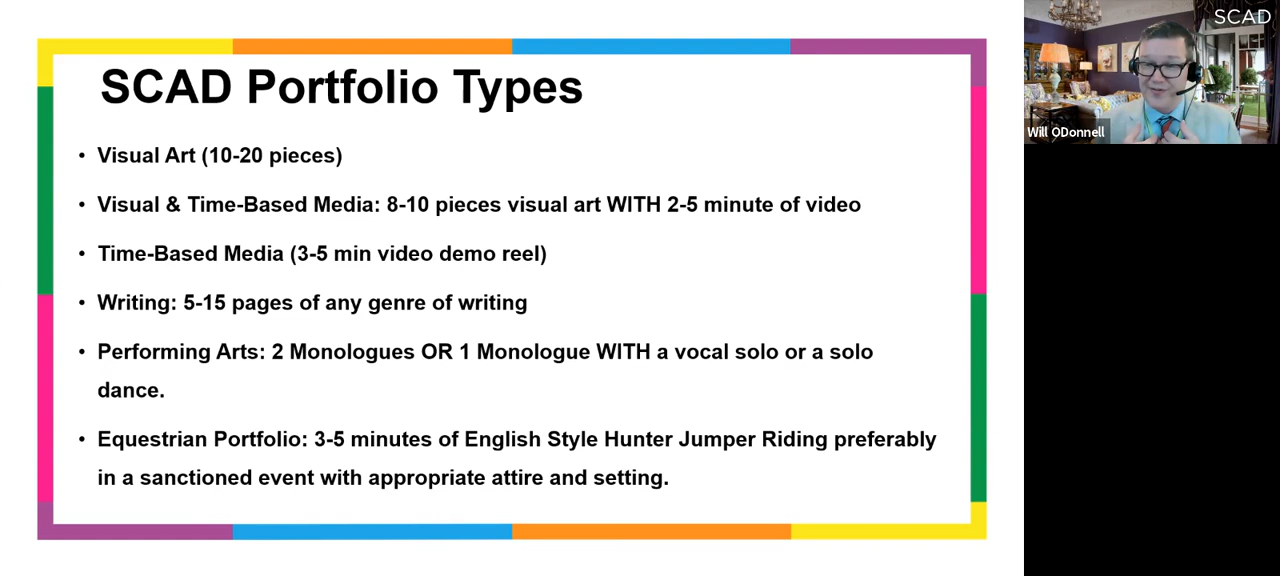 SCAD Portfolio Types
• Visual Art (10-20 pieces)
• Visual & Time-Based Media: 8-10 pieces visual art WITH 2-5 minute of video
• Time-Based Media (3-5 min video demo reel)
• Writing: 5-15 pages of any genre of writing
• Performing Arts: 2 Monologues OR 1 Monologue WITH a vocal solo or a solo
dance.
• Equestrian Portfolio: 3-5 minutes of English Style Hunter Jumper Riding preferably
in a sanctioned event with appropriate attire and setting.
SCAD
Will ODonnell